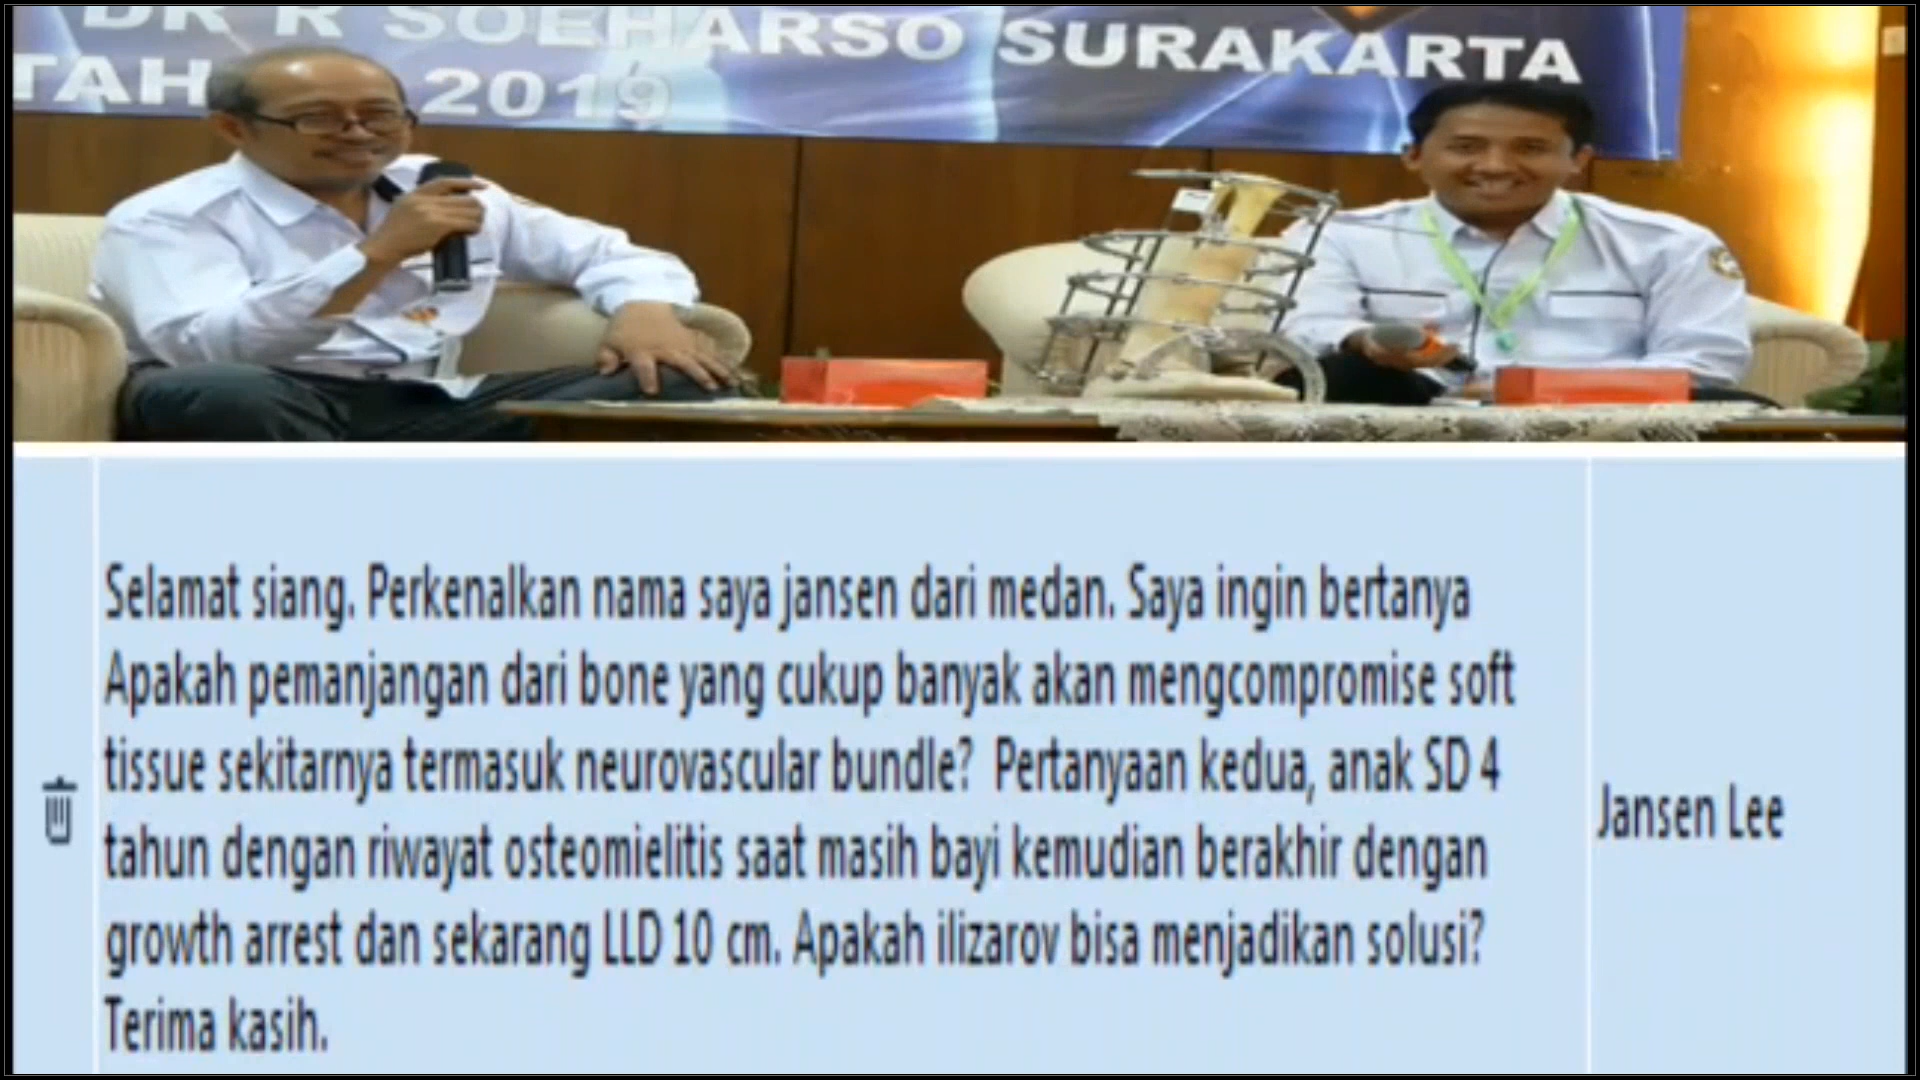 DR R SOEHARSO SURAKARTA
TAH 2019
Selamat siang. Perkenalkan nama saya jansen dari medan. Saya ingin bertanya
Apakah pemanjangan dari bone yang cukup banyak akan mengcompromise soft
tissue sekitarnya termasuk neurovascular bundle? Pertanyaan kedua, anak SD 4
tahun dengan riwayat osteomielitis saat masih bayi kemudian berakhir dengan
growth arrest dan sekarang LLD 10 cm. Apakah ilizarov bisa menjadikan solusi?
Terima kasih.
Jansen Lee